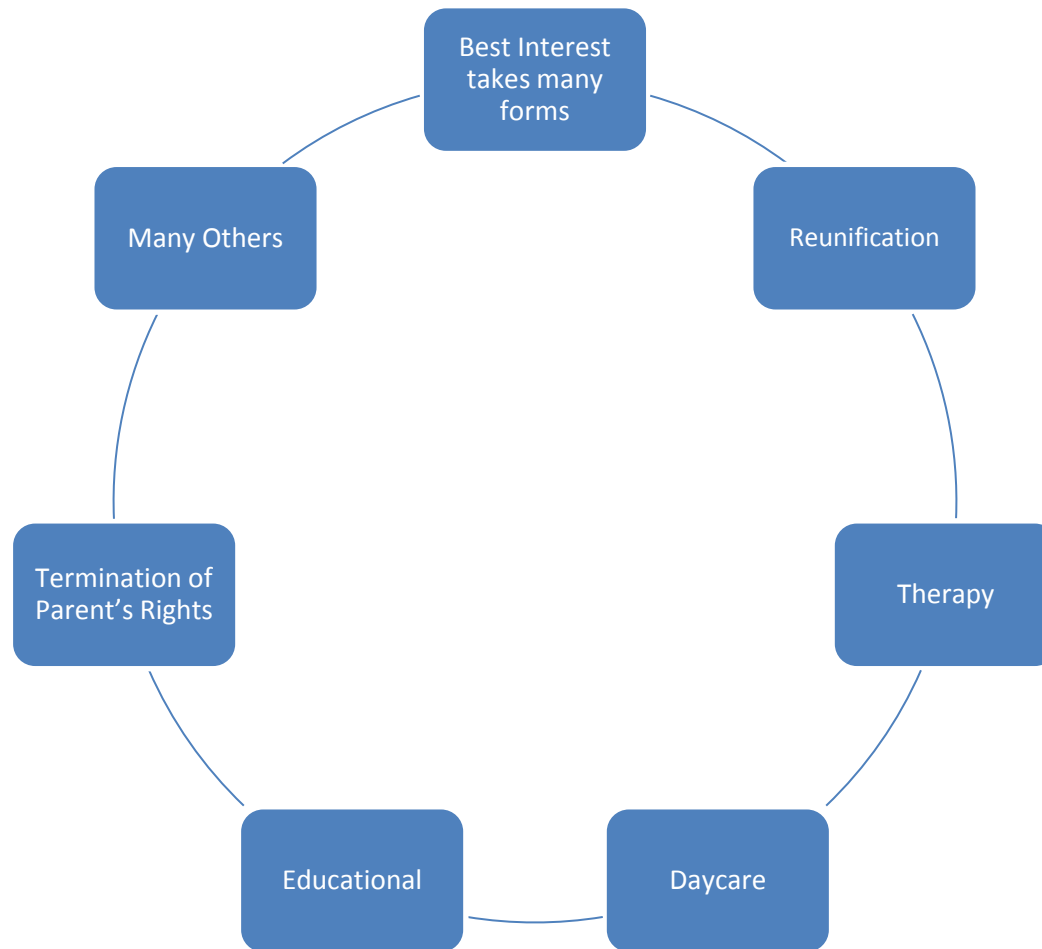 Best Interest
takes many
forms
Reunification
Therapy
Daycare
Educational
Termination of
Parent’s Rights
Many Others